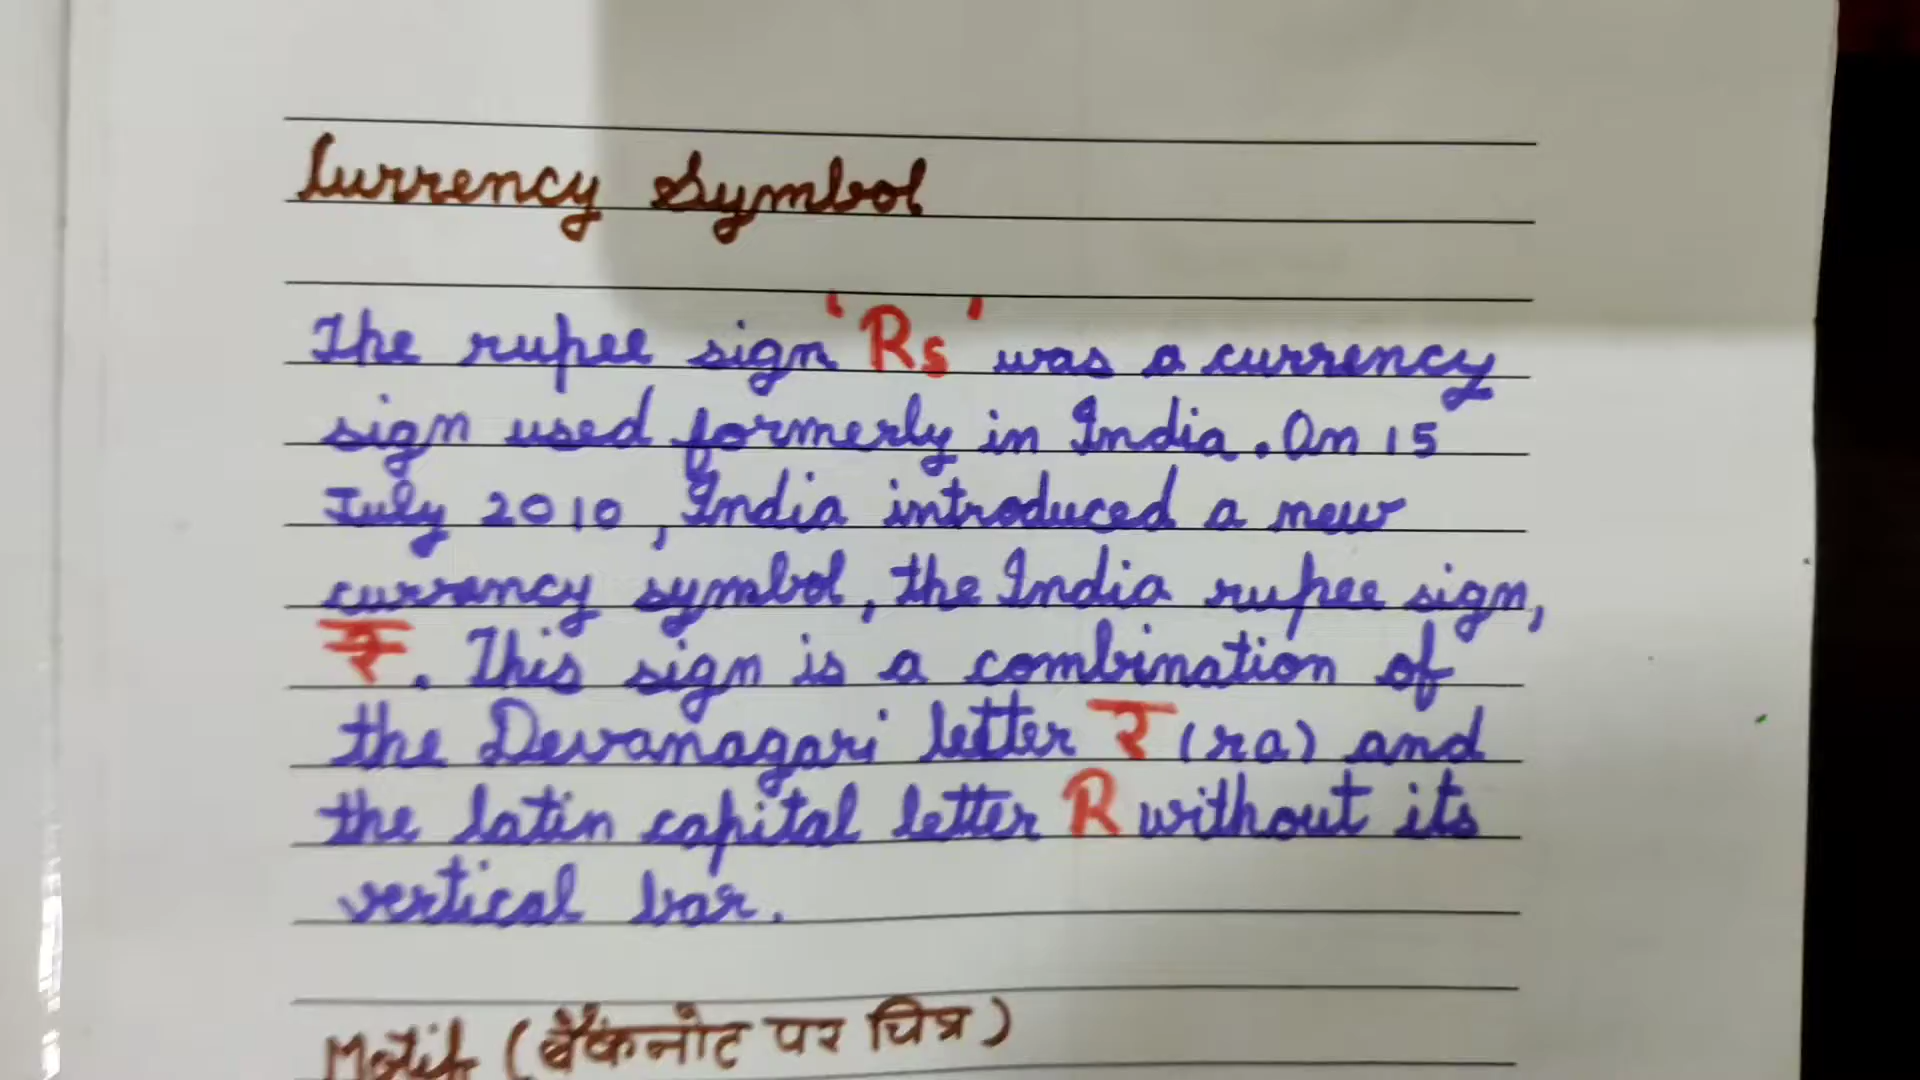 Currency Symbol
The rupee sign 'Rs' was a currency
sign used formerly in India. On 15
July 2010, India introduced a new
currency symbol, the India rupee sign,
₹. This sign is a combination of
the Devanagari letter र (ra) and
the latin capital letter R without its
vertical bar.
Motif (बैंकनोट पर चित्र)